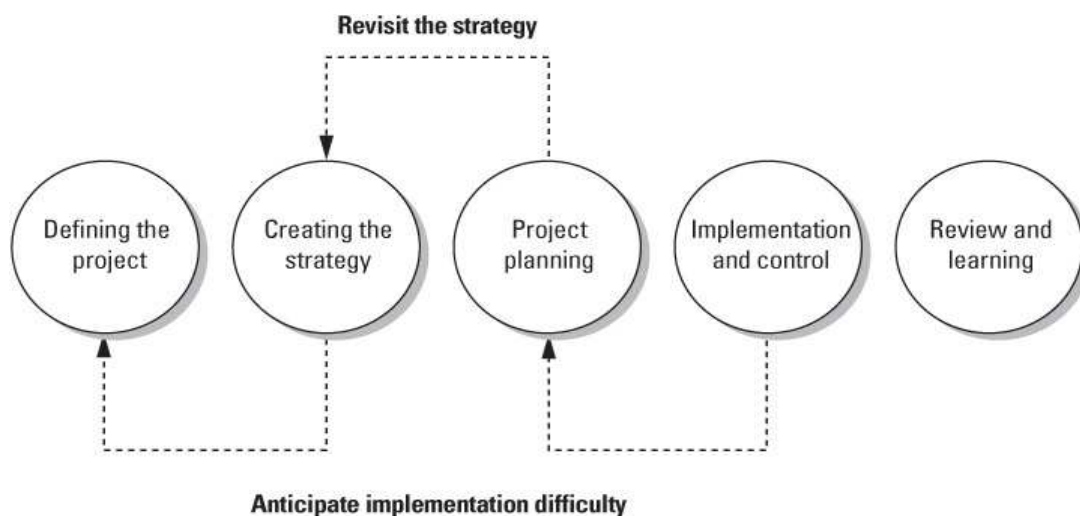 Revisit the strategy
Defining the
project
Creating the
strategy
Project
planning
Implementation
and control
Review and
learning
Anticipate implementation difficulty